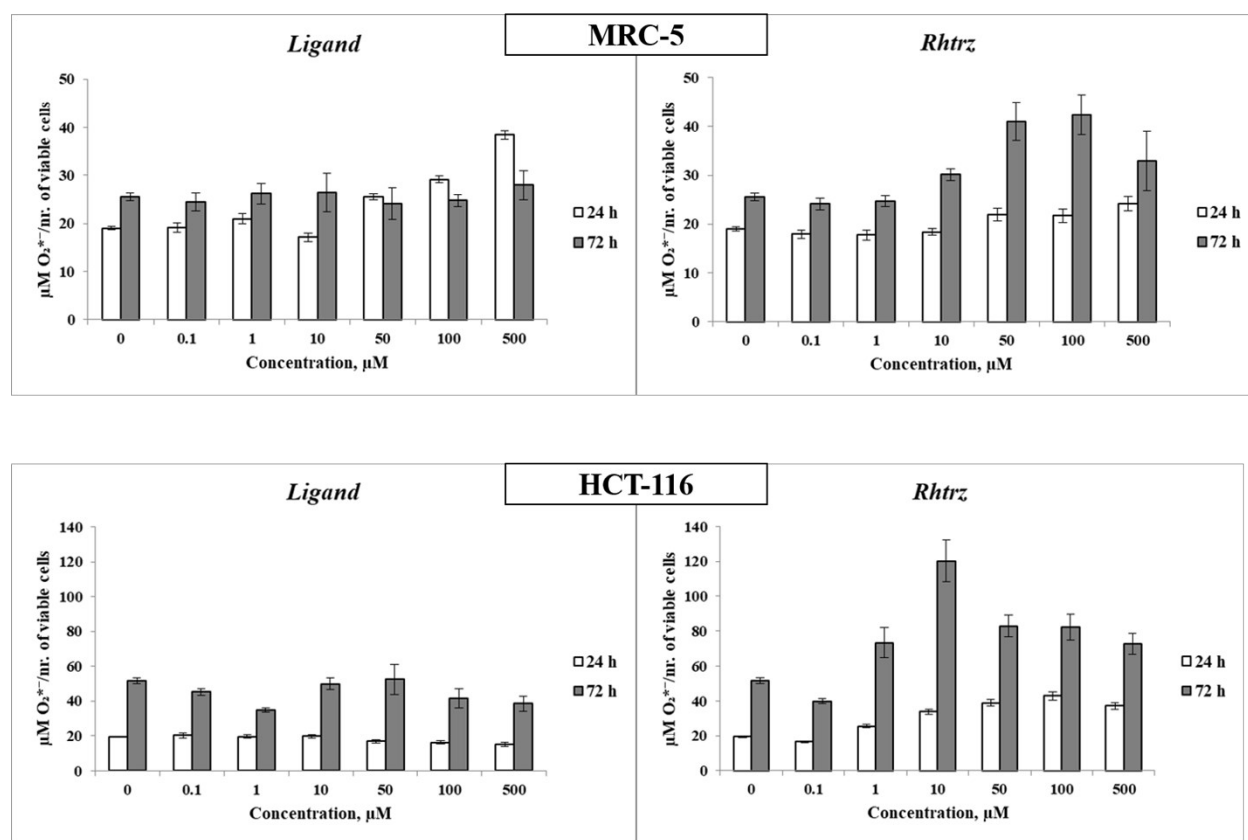 MRC-5
Ligand
Rhtrz
50
40
30
20
10
0
µM O₂*⁻/nr. of viable cells
0 0.1 1 10 50 100 500
Concentration, µM
24 h
72 h
50
40
30
20
10
0
µM O₂*⁻/nr. of viable cells
0 0.1 1 10 50 100 500
Concentration, µM
24 h
72 h
HCT-116
Ligand
Rhtrz
140
120
100
80
60
40
20
0
µM O₂*⁻/nr. of viable cells
0 0.1 1 10 50 100 500
Concentration, µM
24 h
72 h
140
120
100
80
60
40
20
0
µM O₂*⁻/nr. of viable cells
0 0.1 1 10 50 100 500
Concentration, µM
24 h
72 h